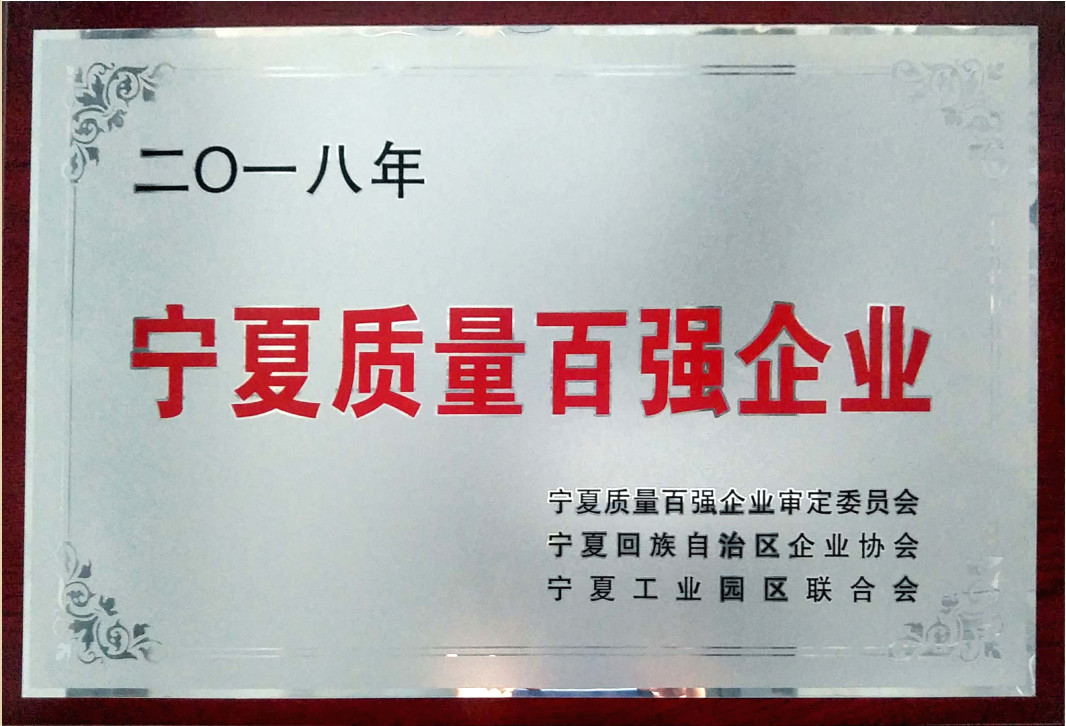 二〇一八年
宁夏质量百强企业
宁夏质量百强企业审定委员会
宁夏回族自治区企业协会
宁夏工业园区联合会